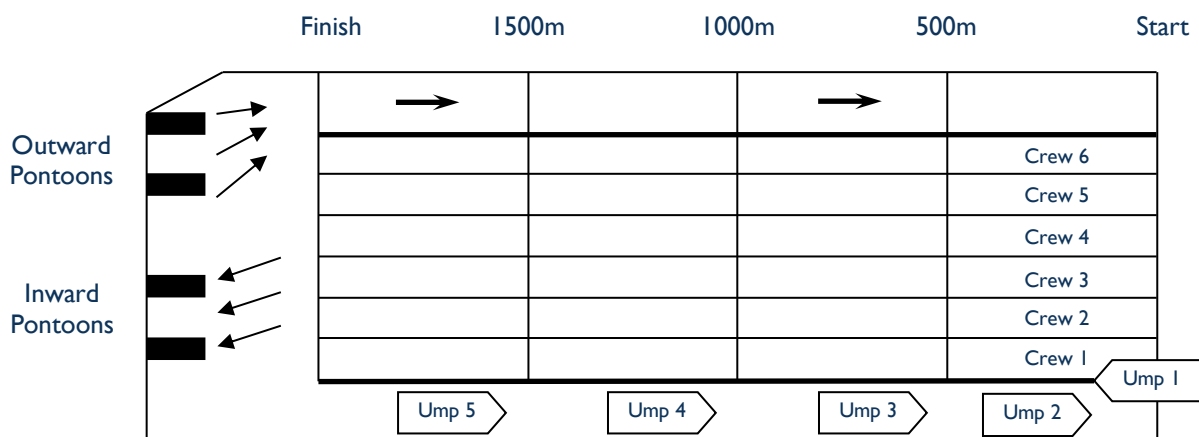 Finish 1500m 1000m 500m Start
Outward
Pontoons
Crew 6
Crew 5
Crew 4
Inward
Pontoons
Crew 3
Crew 2
Crew 1
Ump 1
Ump 5 Ump 4 Ump 3 Ump 2